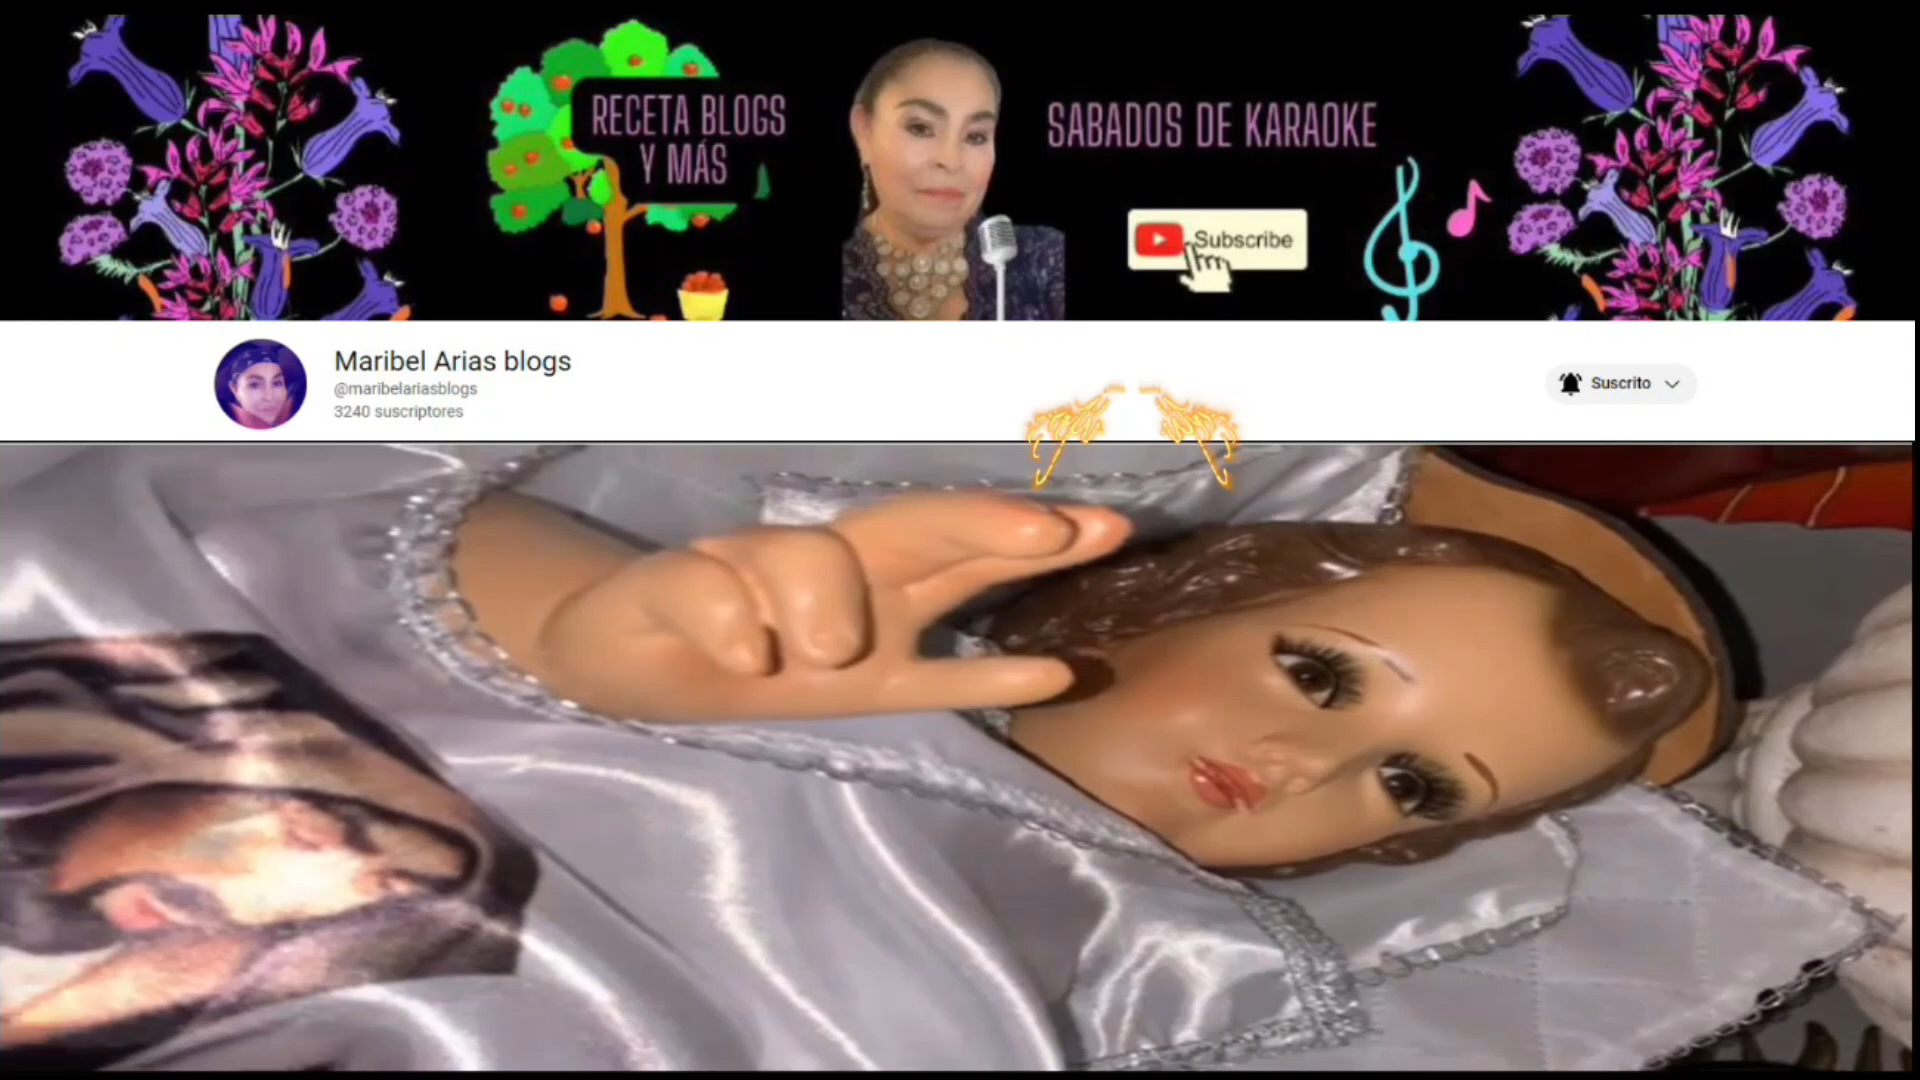 RECETA BLOGS
Y MÁS
SABADOS DE KARAOKE
Subscribe
Maribel Arias blogs
@maribelariasblogs
3240 suscriptores
Suscrito